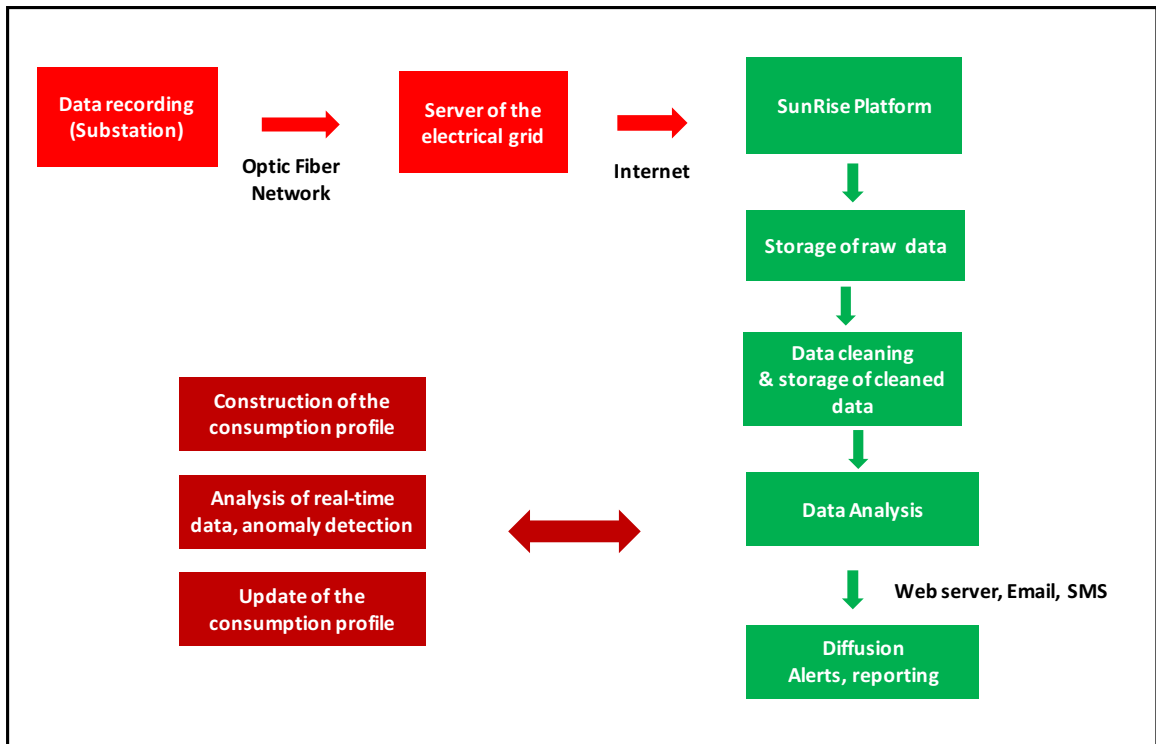 Data recording
(Substation)
Optic Fiber
Network
Server of the
electrical grid
Internet
SunRise Platform
Storage of raw data
Data cleaning
& storage of cleaned
data
Data Analysis
Web server, Email, SMS
Diffusion
Alerts, reporting
Construction of the
consumption profile
Analysis of real-time
data, anomaly detection
Update of the
consumption profile